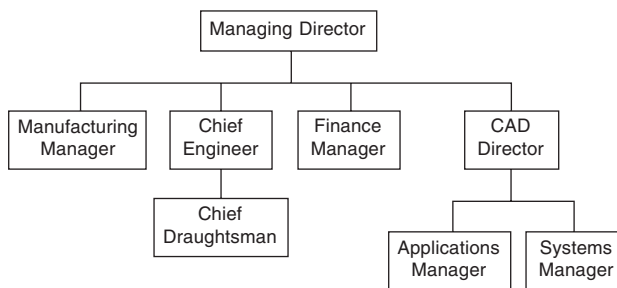 Managing Director
Manufacturing
Manager
Chief
Engineer
Finance
Manager
CAD
Director
Chief
Draughtsman
Applications
Manager
Systems
Manager